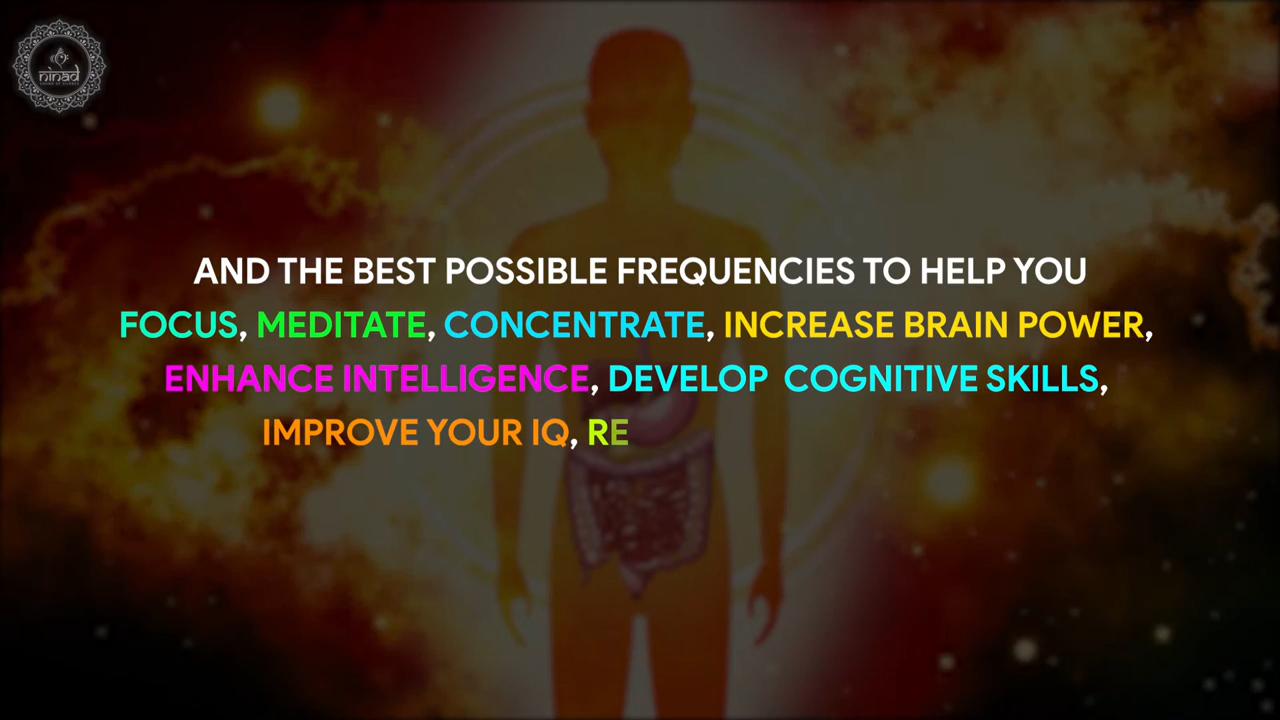 ninad
AND THE BEST POSSIBLE FREQUENCIES TO HELP YOU
FOCUS, MEDITATE, CONCENTRATE, INCREASE BRAIN POWER,
ENHANCE INTELLIGENCE, DEVELOP COGNITIVE SKILLS,
IMPROVE YOUR IQ, RE